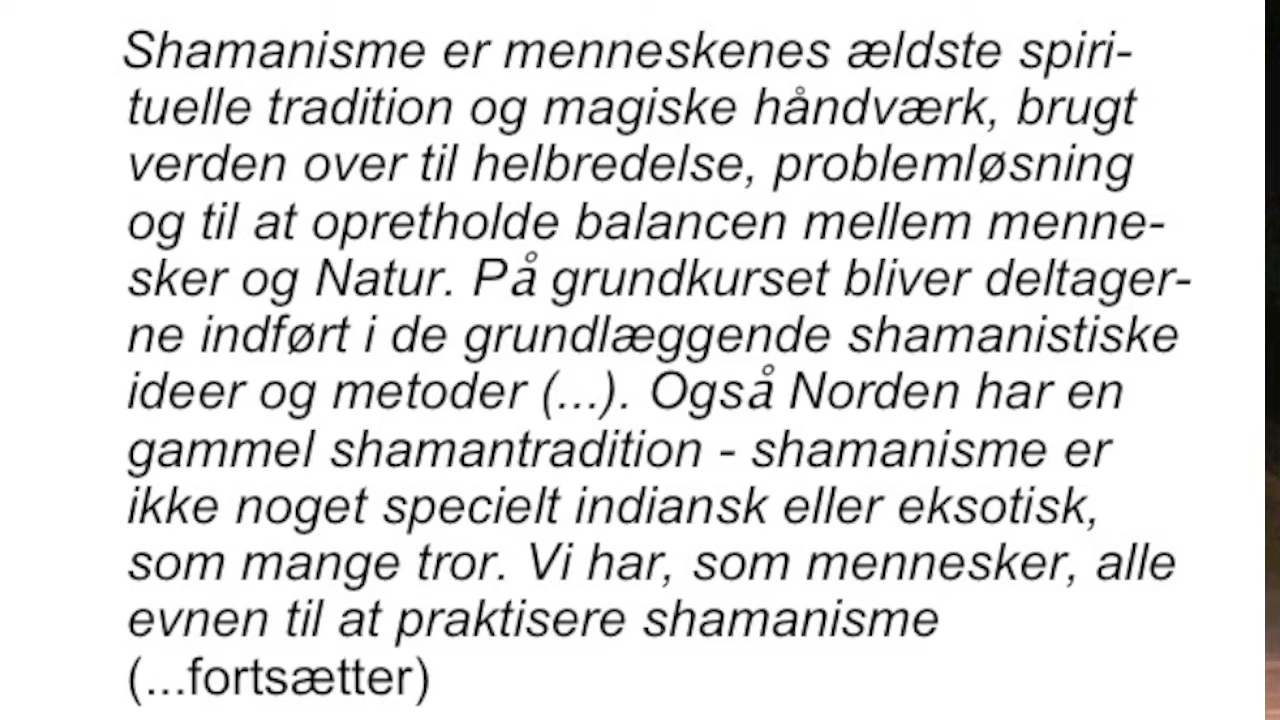 Shamanisme er menneskenes ældste spiri-
tuelle tradition og magiske håndværk, brugt
verden over til helbredelse, problemløsning
og til at opretholde balancen mellem menne-
sker og Natur. På grundkurset bliver deltager-
ne indført i de grundlæggende shamanistiske
ideer og metoder (...). Også Norden har en
gammel shamantradition - shamanisme er
ikke noget specielt indiansk eller eksotisk,
som mange tror. Vi har, som mennesker, alle
evnen til at praktisere shamanisme
(...fortsætter)